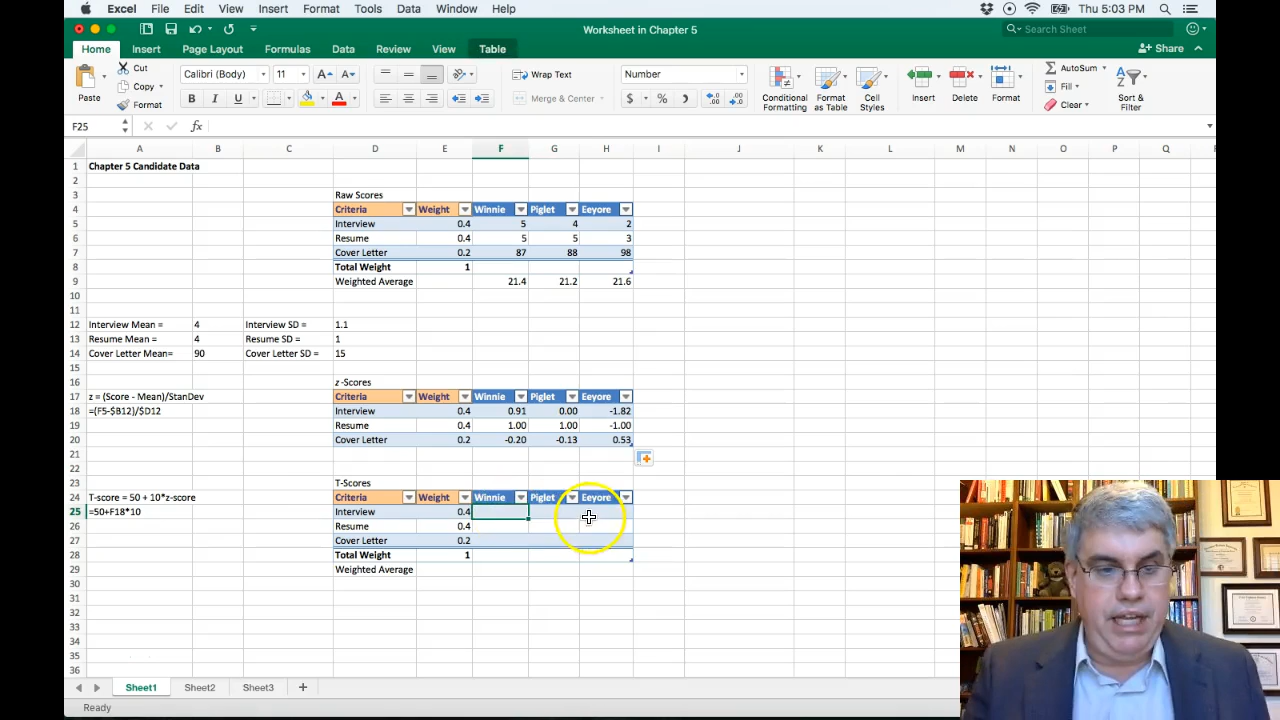 Excel File Edit View Insert Format Tools Data Window Help Thu 5:03 PM
Worksheet in Chapter 5
Search Sheet
Home Insert Page Layout Formulas Data Review View Table Share
Paste
Cut
Copy
Format
Calibri (Body) 11
B I U
Wrap Text
Merge & Center
Number
$ %
Conditional Formatting
Format as Table
Cell Styles
Insert
Delete
Format
AutoSum
Fill
Clear
Sort & Filter
F25 fx
A B C D E F G H I J K L M N O P Q
1 Chapter 5 Candidate Data
2
3 Raw Scores
4 Criteria Weight Winnie Piglet Eeyore
5 Interview 0.4 5 4 2
6 Resume 0.4 5 5 3
7 Cover Letter 0.2 87 88 98
8 Total Weight 1
9 Weighted Average 21.4 21.2 21.6
10
11
12 Interview Mean = 4 Interview SD = 1.1
13 Resume Mean = 4 Resume SD = 1
14 Cover Letter Mean= 90 Cover Letter SD = 15
15
16 z -Scores
17 z = (Score - Mean)/StanDev Criteria Weight Winnie Piglet Eeyore
18 =(F5-$B12)/$D12 Interview 0.4 0.91 0.00 -1.82
19 Resume 0.4 1.00 1.00 -1.00
20 Cover Letter 0.2 -0.20 -0.13 0.53
21
22
23 T-Scores
24 T-score = 50 + 10*z-score Criteria Weight Winnie Piglet Eeyore
25 =50+F18*10 Interview 0.4
26 Resume 0.4
27 Cover Letter 0.2
28 Total Weight 1
29 Weighted Average
30
31
32
33
34
35
36
Sheet1 Sheet2 Sheet3 +
Ready